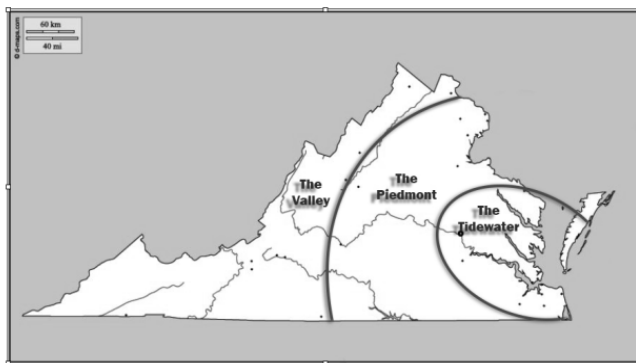 60 km
40 mi
© d-maps.com
The
Valley
The
Piedmont
The
Tidewater